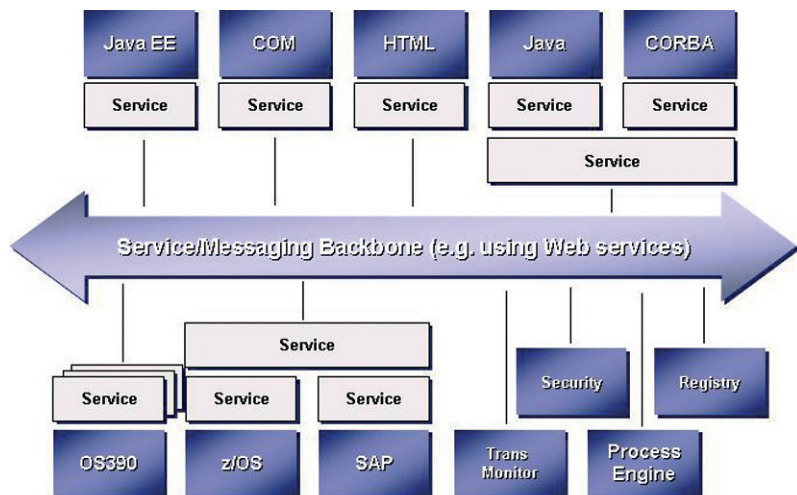 Java EE
COM
HTML
Java
CORBA
Service
Service
Service
Service
Service
Service
Service/Messaging Backbone (e.g. using Web services)
Service
Security
Registry
Service
Service
Service
OS390
z/OS
SAP
Trans
Monitor
Process
Engine